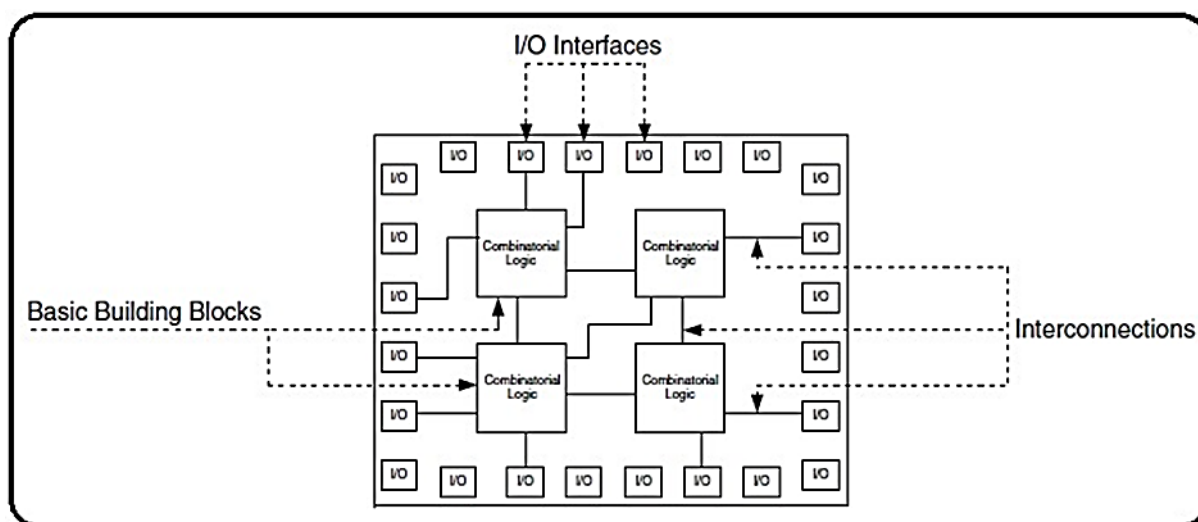 I/O Interfaces
I/O I/O I/O I/O I/O I/O
I/O I/O
I/O I/O
Combinatorial
Logic
Combinatorial
Logic
I/O I/O
Basic Building Blocks
Interconnections
I/O I/O
Combinatorial
Logic
Combinatorial
Logic
I/O I/O
I/O I/O
I/O I/O I/O I/O I/O I/O